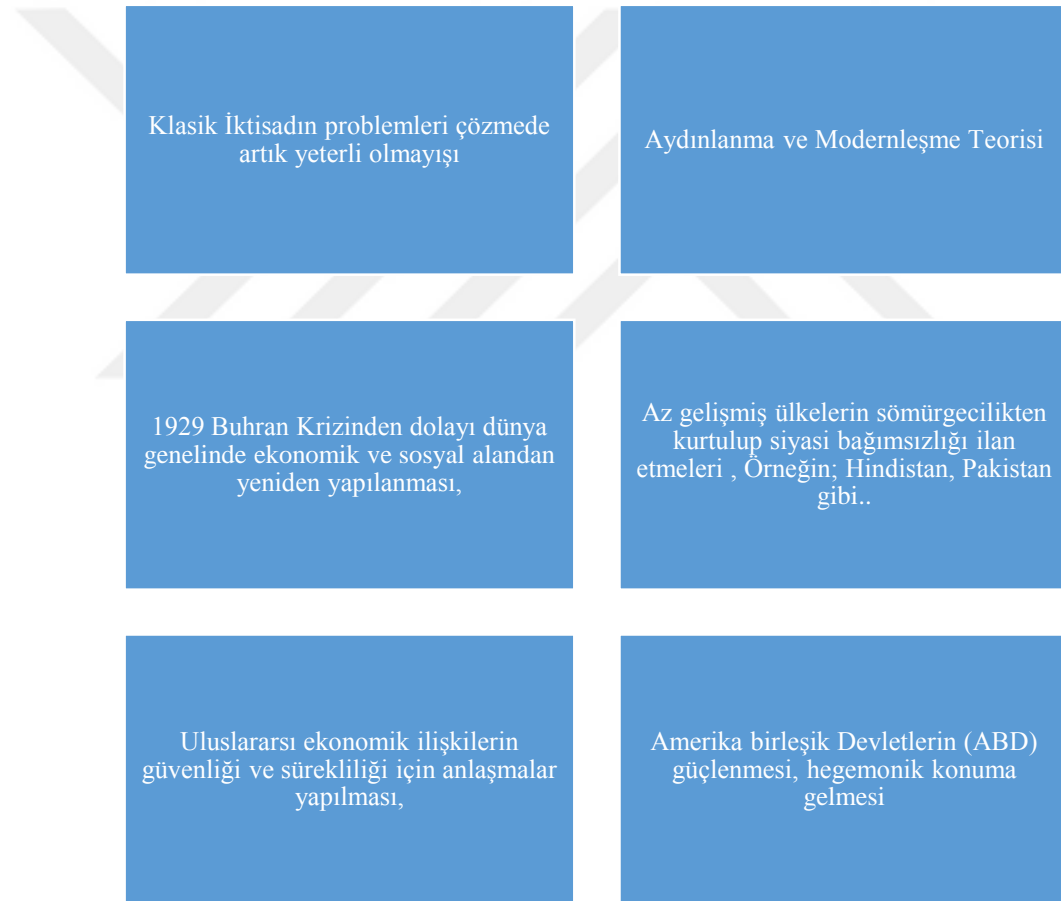 Klasik İktisadın problemleri çözmede
artık yeterli olmayışı
Aydınlanma ve Modernleşme Teorisi
1929 Buhran Krizinden dolayı dünya
genelinde ekonomik ve sosyal alandan
yeniden yapılanması,
Az gelişmiş ülkelerin sömürgecilikten
kurtulup siyasi bağımsızlığı ilan
etmeleri , Örneğin; Hindistan, Pakistan
gibi..
Uluslararsı ekonomik ilişkilerin
güvenliği ve sürekliliği için anlaşmalar
yapılması,
Amerika birleşik Devletlerin (ABD)
güçlenmesi, hegemonik konuma
gelmesi